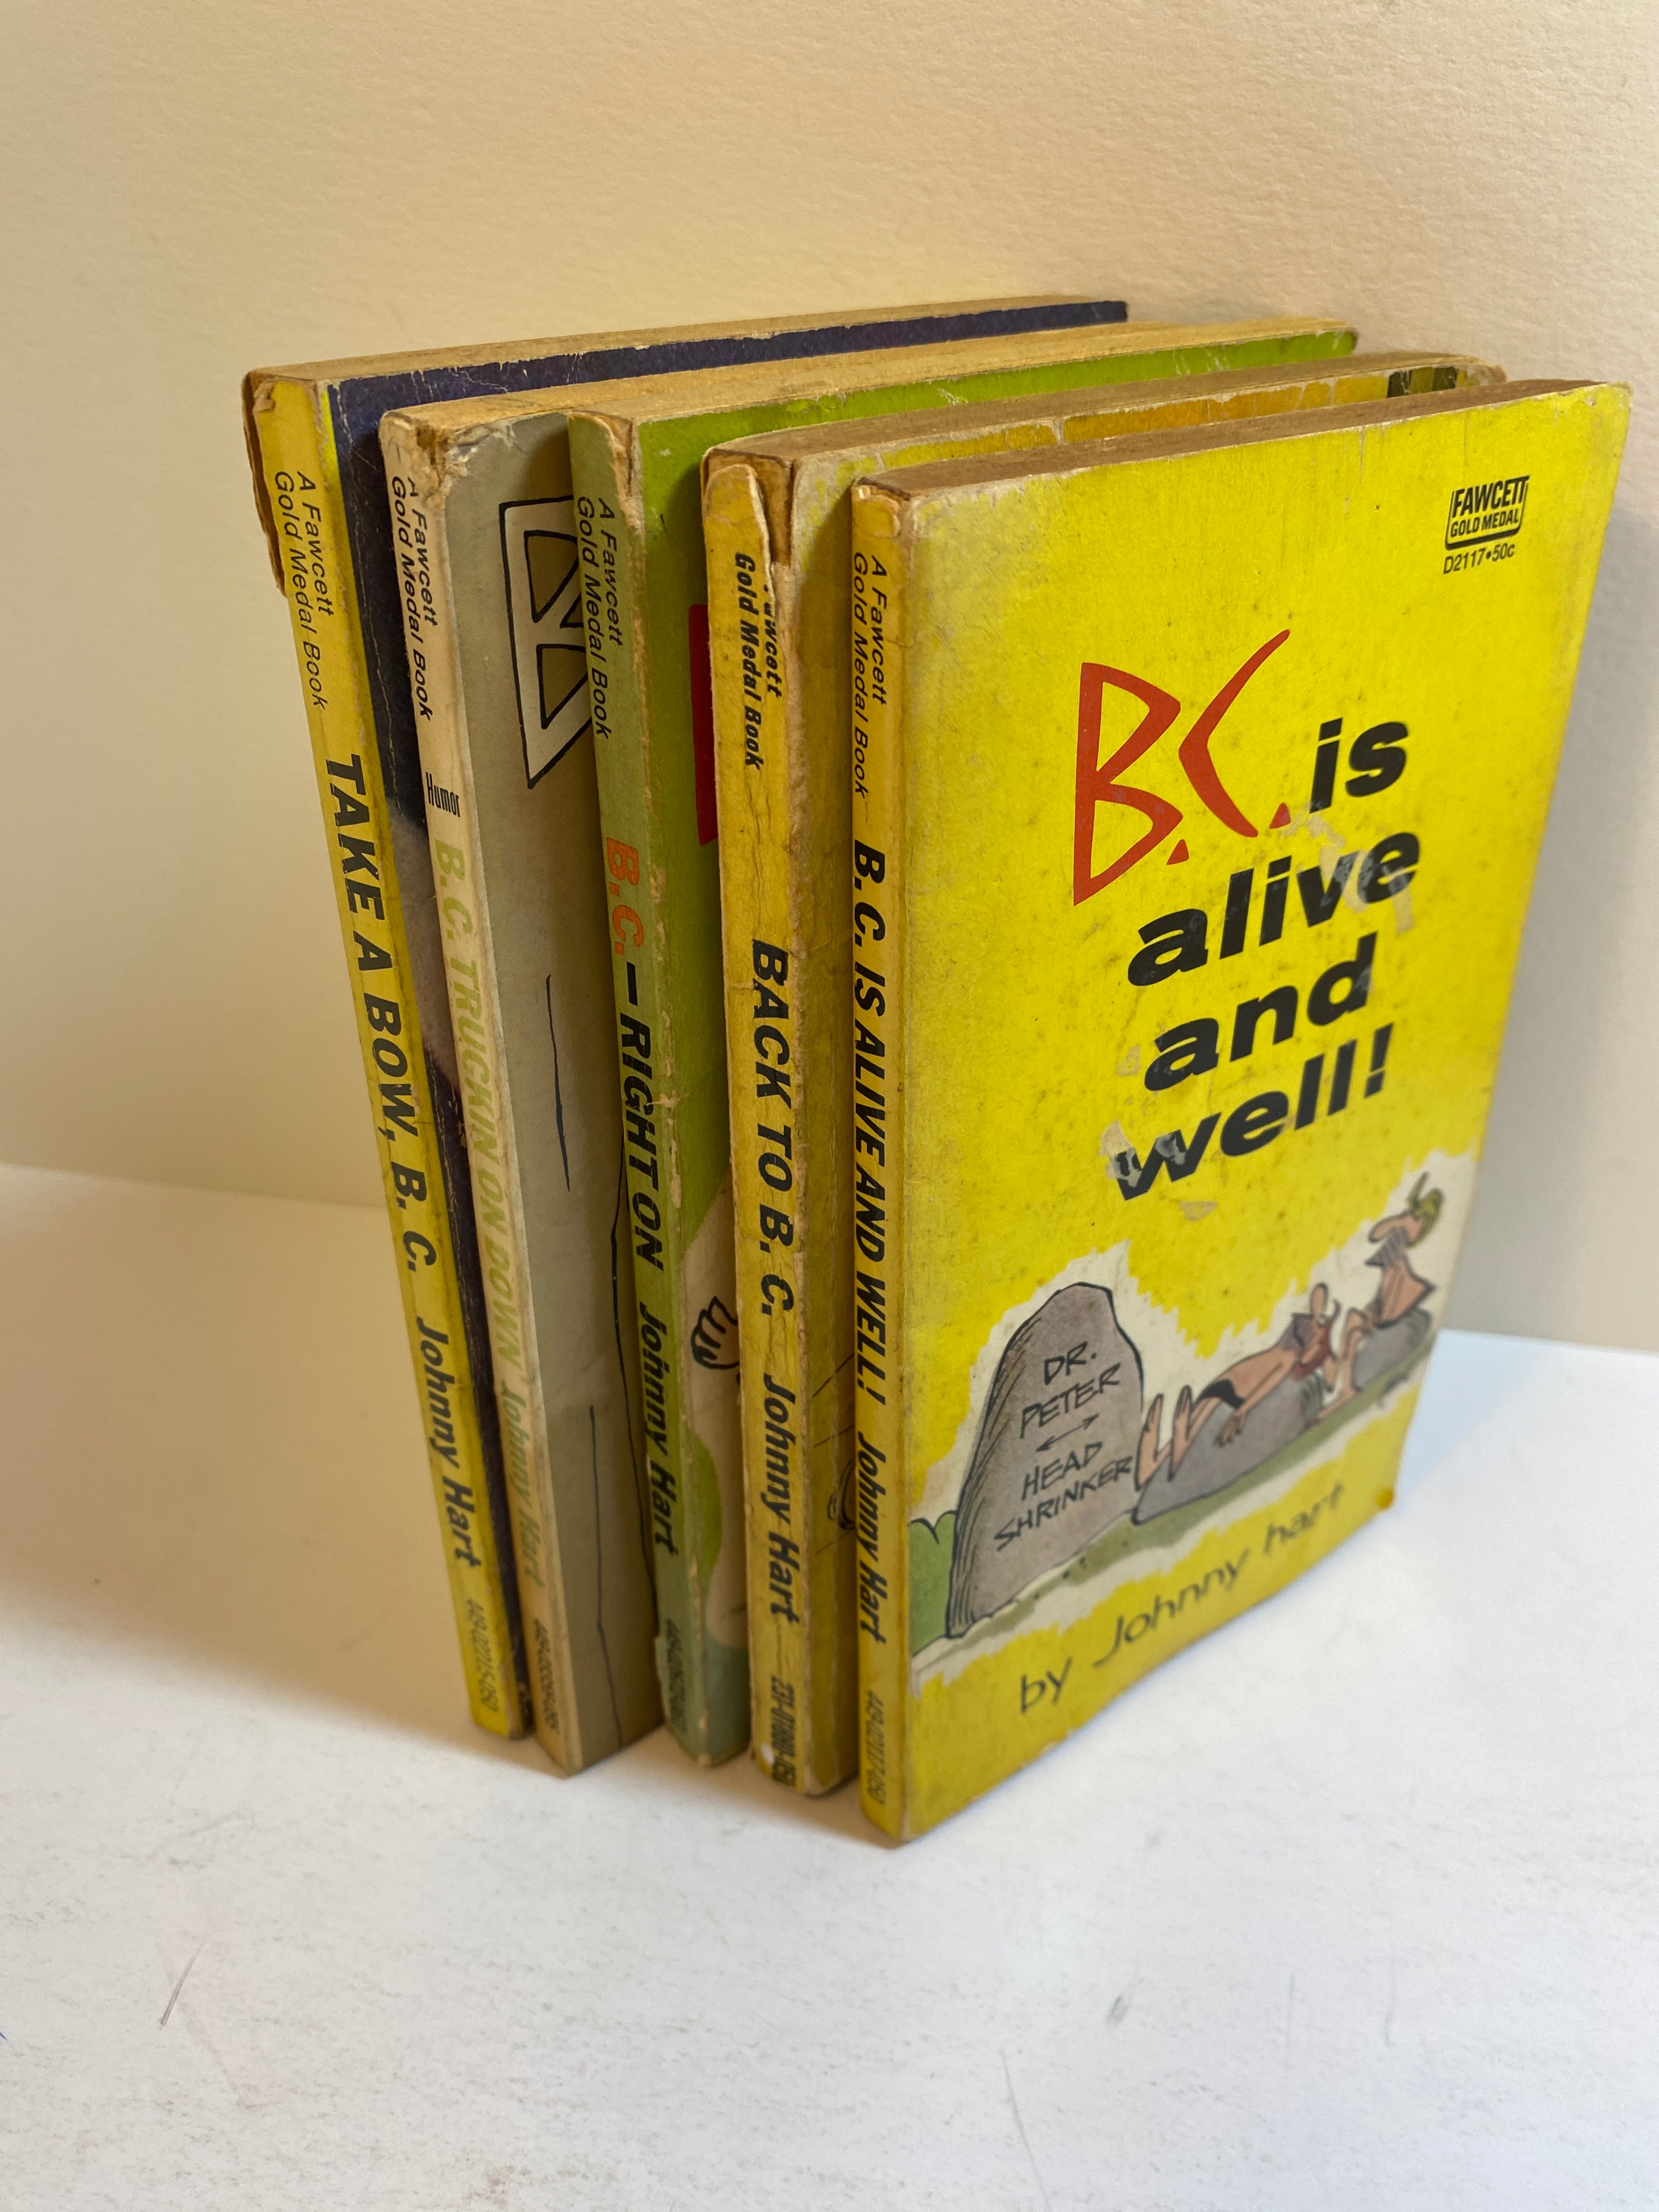 A Fawcett
Gold Medal Book
TAKE A BOW, B. C.
Johnny Hart
A Fawcett
Gold Medal Book
Humor
B. C. TRUCKIN ON DOWN
Johnny Hart
A Fawcett
Gold Medal Book
B.C. – RIGHT ON
Johnny Hart
Fawcett
Gold Medal Book
BACK TO B. C.
Johnny Hart
A Fawcett
Gold Medal Book
B. C. IS ALIVE AND WELL!
Johnny Hart
FAWCETT
GOLD MEDAL
D2117•50c
B.C. is
alive
and
well!
DR.
PETER
HEAD
SHRINKER
by Johnny hart